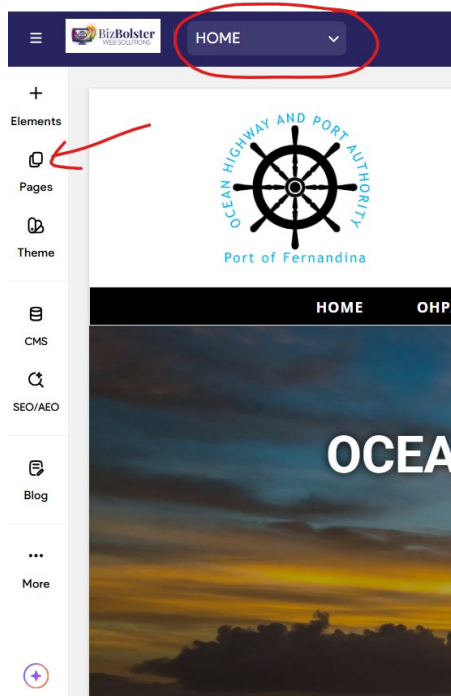 BizBolster
WEB SOLUTIONS
HOME
Elements
Pages
Theme
CMS
SEO/AEO
Blog
More
OCEAN HIGHWAY AND PORT AUTHORITY
Port of Fernandina
HOME
OHP
OCEA